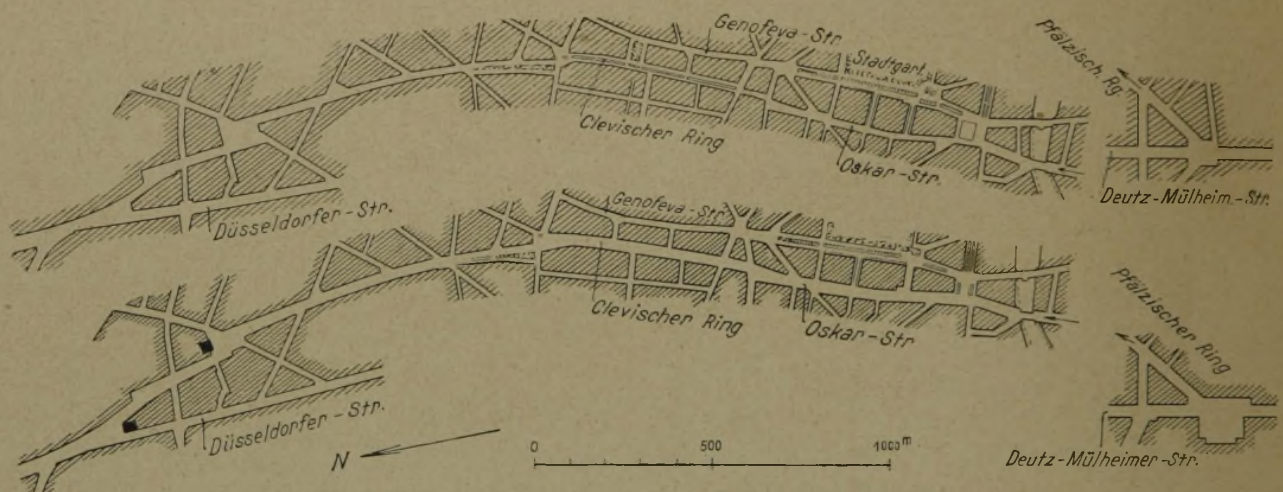 Genofeva-Str.
Stadtgart.
Pfälzisch. Rg
Clevischer Ring
Oskar-Str.
Deutz-Mülheim.-Str.
Düsseldorfer-Str.
Genofeva-Str.
Clevischer Ring
Oskar-Str
Pfälzischer Ring
Düsseldorfer-Str.
N
0 500 1000 m
Deutz-Mülheimer-Str.